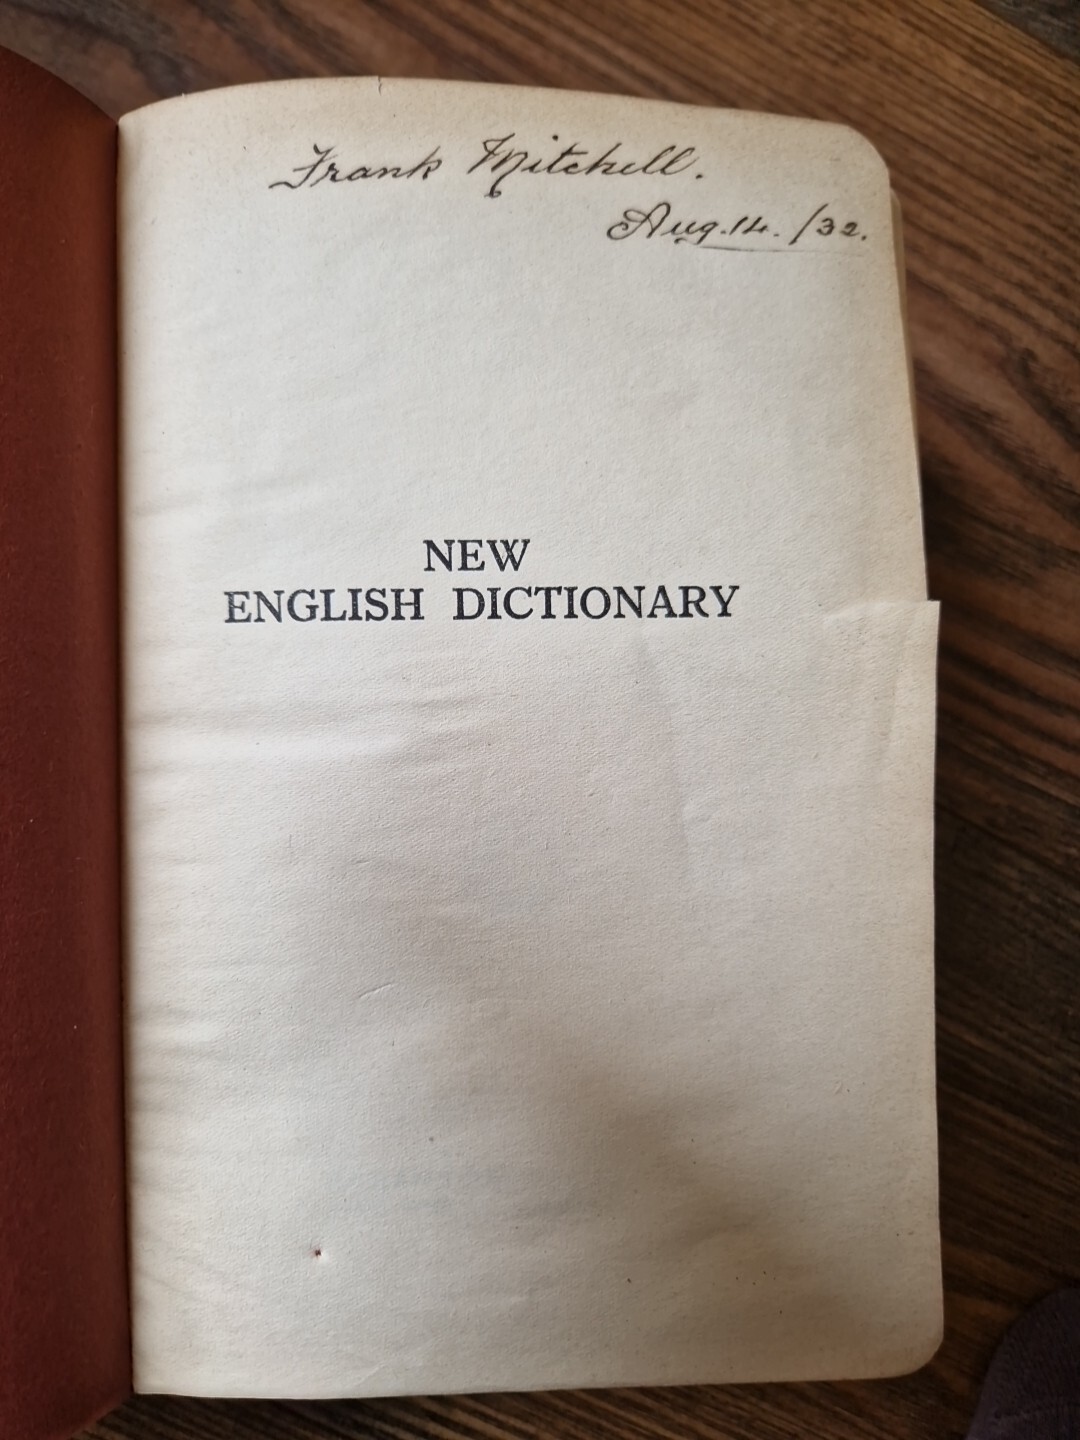 Frank Mitchell.
Aug. 14. /32.
NEW
ENGLISH DICTIONARY